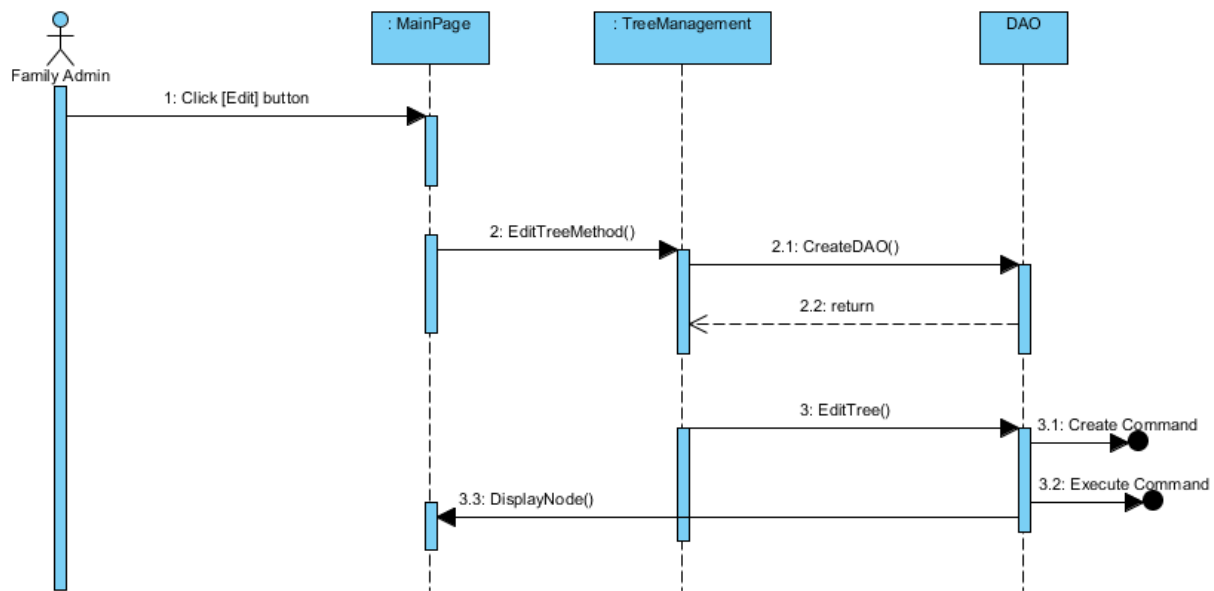 : MainPage
: TreeManagement
DAO
Family Admin
1: Click [Edit] button
2: EditTreeMethod()
2.1: CreateDAO()
2.2: return
3: EditTree()
3.1: Create Command
3.2: Execute Command
3.3: DisplayNode()